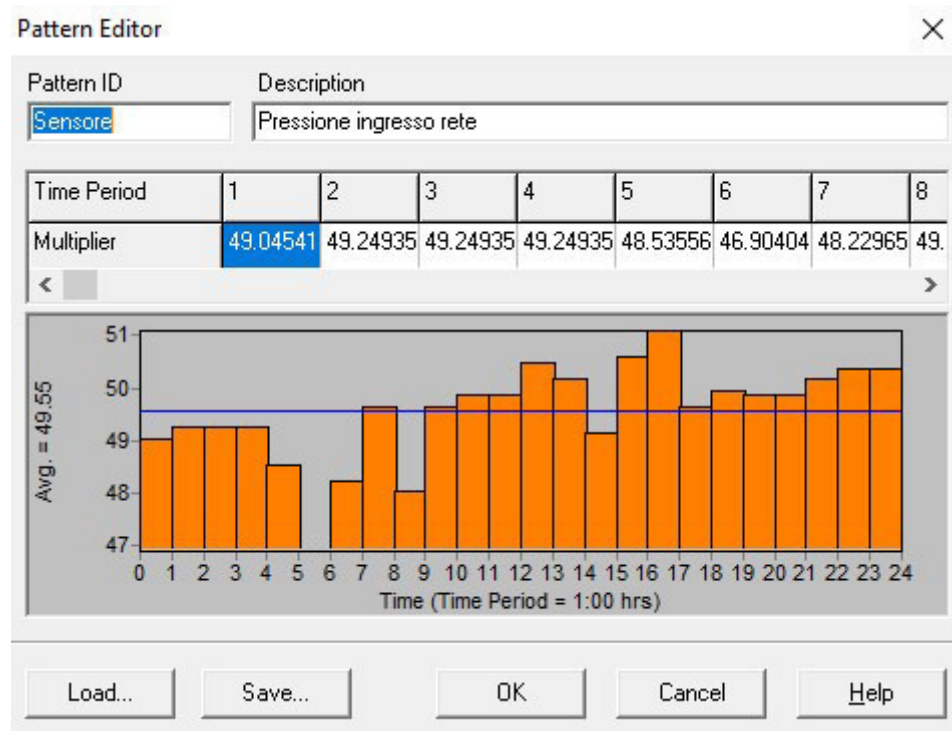 Pattern Editor
Pattern ID Description
Sensore Pressione ingresso rete
Time Period 1 2 3 4 5 6 7 8
Multiplier 49.04541 49.24935 49.24935 49.24935 48.53556 46.90404 48.22965 49.
51
50
49
48
47
Avg. = 49.55
0 1 2 3 4 5 6 7 8 9 10 11 12 13 14 15 16 17 18 19 20 21 22 23 24
Time (Time Period = 1:00 hrs)
Load... Save... OK Cancel Help